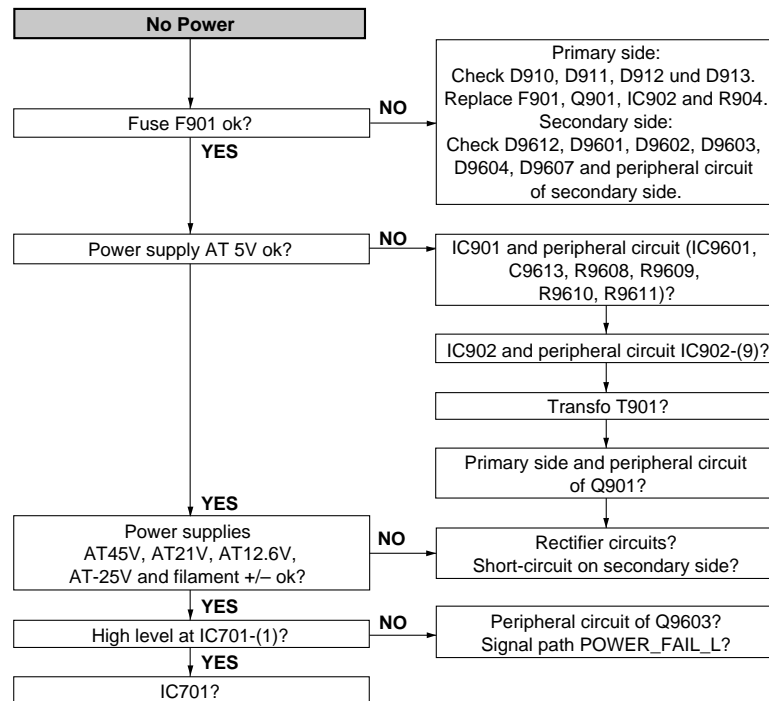 No Power
Primary side:
Check D910, D911, D912 und D913.
Replace F901, Q901, IC902 and R904.
Secondary side:
Check D9612, D9601, D9602, D9603,
D9604, D9607 and peripheral circuit
of secondary side.
Fuse F901 ok?
NO
YES
Power supply AT 5V ok?
NO
IC901 and peripheral circuit (IC9601,
C9613, R9608, R9609,
R9610, R9611)?
IC902 and peripheral circuit IC902-(9)?
Transfo T901?
Primary side and peripheral circuit
of Q901?
YES
Power supplies
AT45V, AT21V, AT12.6V,
AT-25V and filament +/– ok?
NO
Rectifier circuits?
Short-circuit on secondary side?
YES
High level at IC701-(1)?
NO
Peripheral circuit of Q9603?
Signal path POWER_FAIL_L?
YES
IC701?